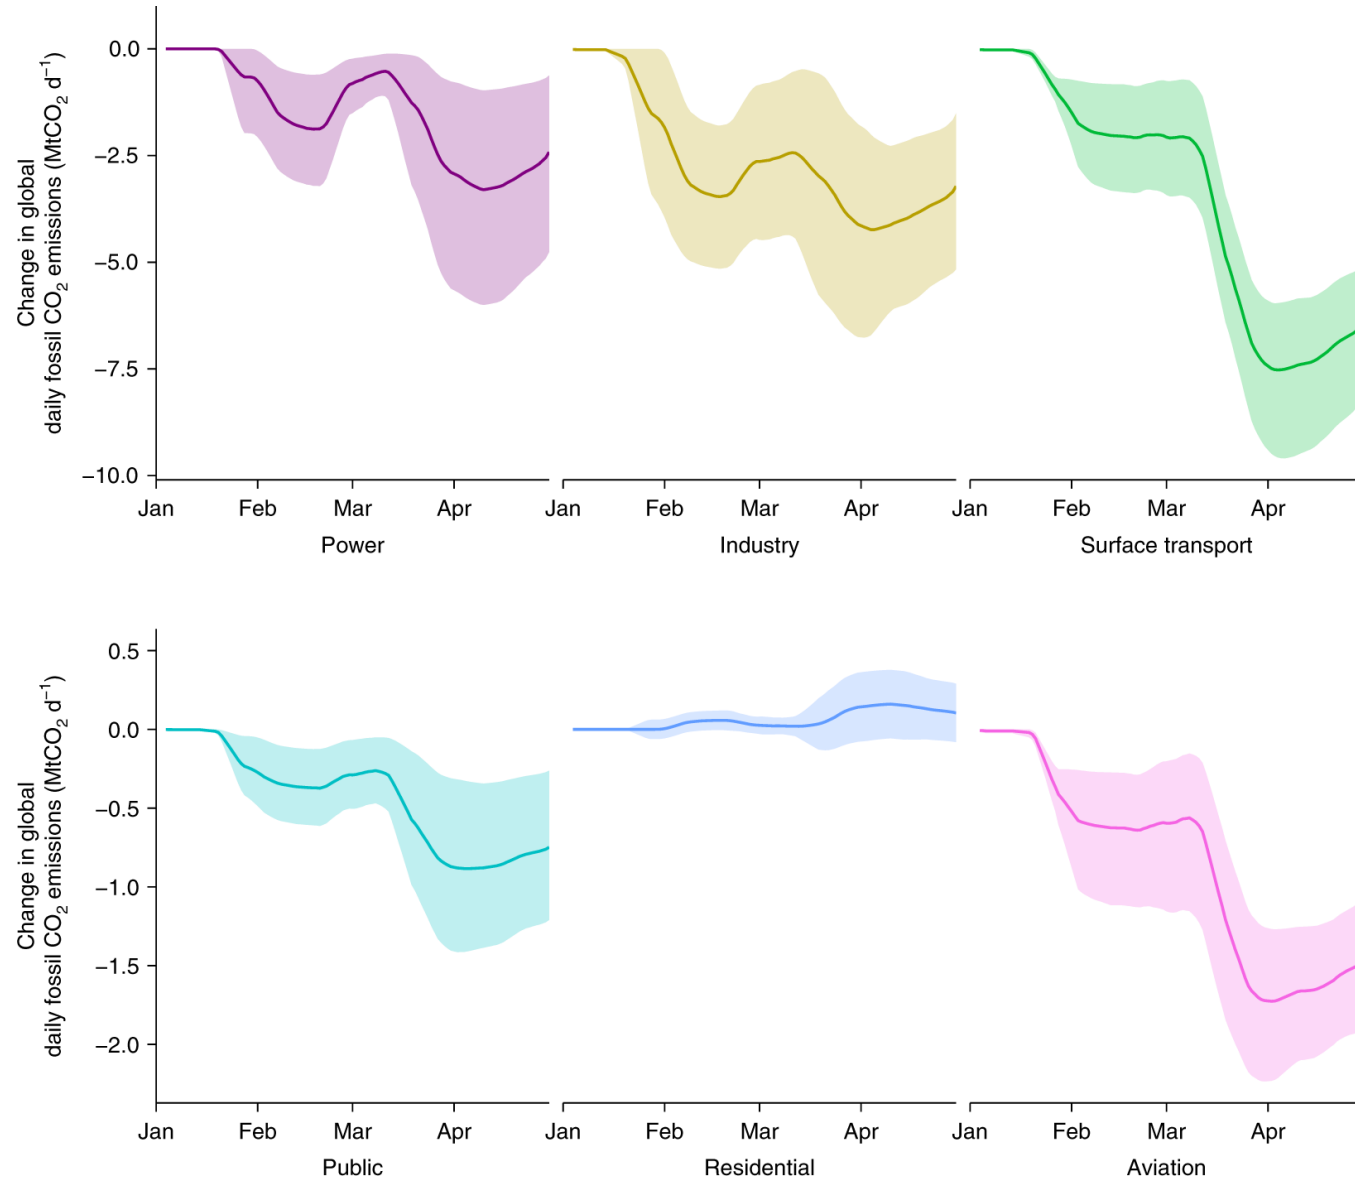 Change in global
daily fossil CO₂ emissions (MtCO₂ d⁻¹)
0.0
−2.5
−5.0
−7.5
−10.0
Jan Feb Mar Apr Jan Feb Mar Apr Jan Feb Mar Apr
Power Industry Surface transport
Change in global
daily fossil CO₂ emissions (MtCO₂ d⁻¹)
0.5
0.0
−0.5
−1.0
−1.5
−2.0
Jan Feb Mar Apr Jan Feb Mar Apr Jan Feb Mar Apr
Public Residential Aviation